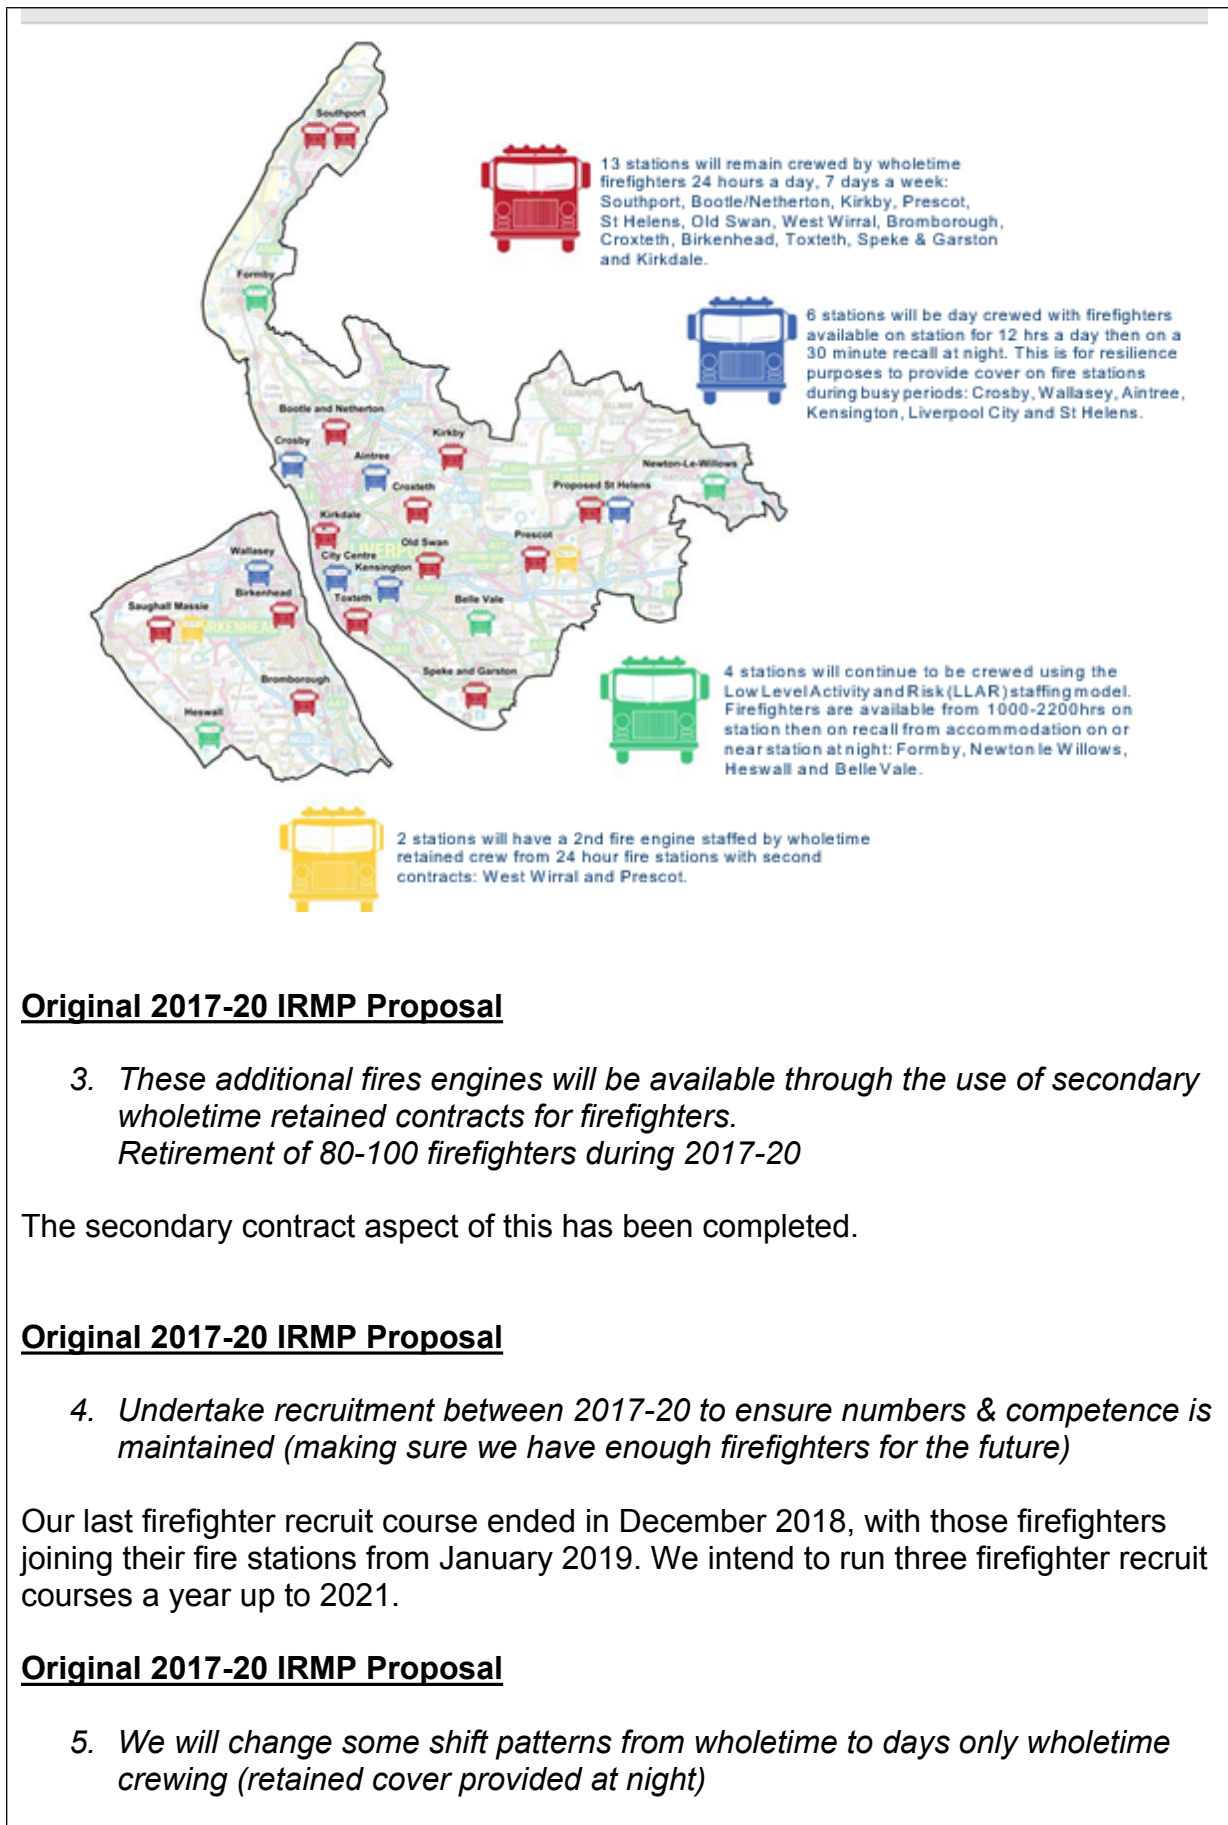 Southport
13 stations will remain crewed by wholetime
firefighters 24 hours a day, 7 days a week:
Southport, Bootle/Netherton, Kirkby, Prescot,
St Helens, Old Swan, West Wirral, Bromborough,
Croxteth, Birkenhead, Toxteth, Speke & Garston
and Kirkdale.
Formby
6 stations will be day crewed with firefighters
available on station for 12 hrs a day then on a
30 minute recall at night. This is for resilience
purposes to provide cover on fire stations
during busy periods: Crosby, Wallasey, Aintree,
Kensington, Liverpool City and St Helens.
Bootle and Netherton
Crosby
Aintree
Kirkby
Croxteth
Newton-Le-Willows
Proposed St Helens
Kirkdale
City Centre
Old Swan
Prescot
Kensington
Toxteth
Belle Vale
Wallasey
Birkenhead
Saughall Massie
Speke and Garston
Bromborough
Heswall
4 stations will continue to be crewed using the
Low Level Activity and Risk (LLAR) staffing model.
Firefighters are available from 1000-2200hrs on
station then on recall from accommodation on or
near station at night: Formby, Newton le Willows,
Heswall and Belle Vale.
2 stations will have a 2nd fire engine staffed by wholetime
retained crew from 24 hour fire stations with second
contracts: West Wirral and Prescot.
Original 2017-20 IRMP Proposal
3. These additional fires engines will be available through the use of secondary
wholetime retained contracts for firefighters.
Retirement of 80-100 firefighters during 2017-20
The secondary contract aspect of this has been completed.
Original 2017-20 IRMP Proposal
4. Undertake recruitment between 2017-20 to ensure numbers & competence is
maintained (making sure we have enough firefighters for the future)
Our last firefighter recruit course ended in December 2018, with those firefighters
joining their fire stations from January 2019. We intend to run three firefighter recruit
courses a year up to 2021.
Original 2017-20 IRMP Proposal
5. We will change some shift patterns from wholetime to days only wholetime
crewing (retained cover provided at night)